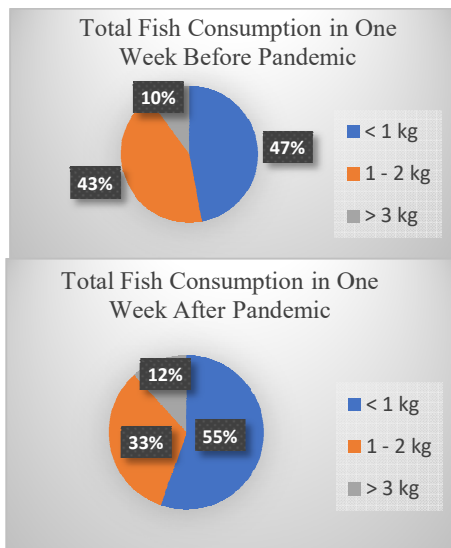 Total Fish Consumption in One
Week Before Pandemic
10%
47%
43%
< 1 kg
1 - 2 kg
> 3 kg
Total Fish Consumption in One
Week After Pandemic
12%
33%
55%
< 1 kg
1 - 2 kg
> 3 kg